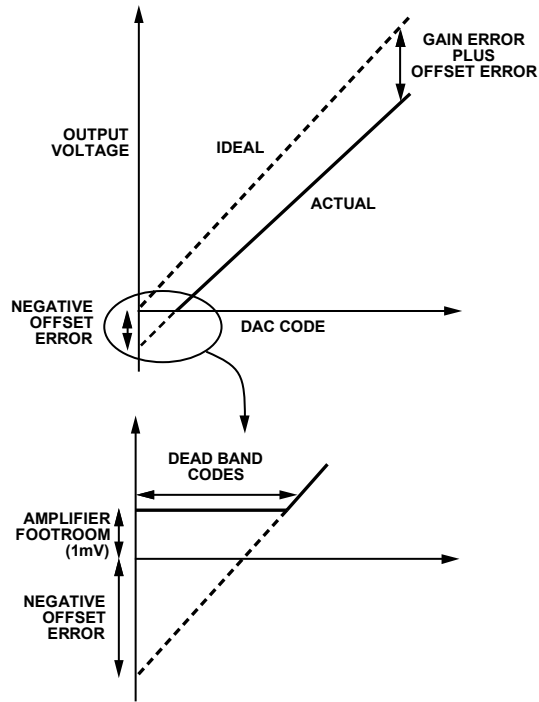 GAIN ERROR
PLUS
OFFSET ERROR
OUTPUT
VOLTAGE
IDEAL
ACTUAL
NEGATIVE
OFFSET
ERROR
DAC CODE
DEAD BAND
CODES
AMPLIFIER
FOOTROOM
(1mV)
NEGATIVE
OFFSET
ERROR